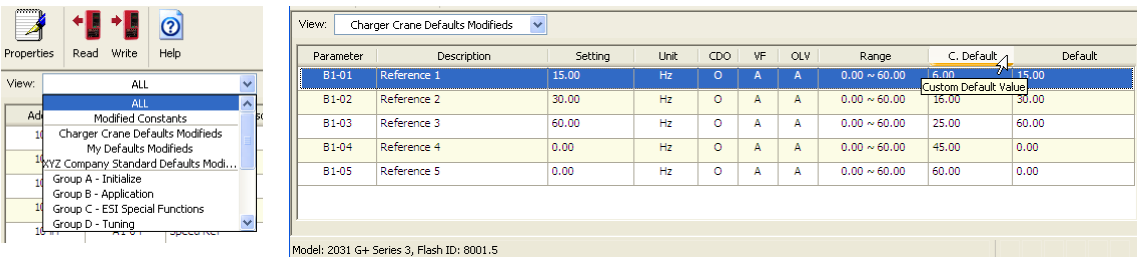 Properties Read Write Help
View: ALL
ALL
Modified Constants
Charger Crane Defaults Modifieds
My Defaults Modifieds
XYZ Company Standard Defaults Modi...
Group A - Initialize
Group B - Application
Group C - ESI Special Functions
Group D - Tuning
View: Charger Crane Defaults Modifieds
Parameter Description Setting Unit CDO VF OLV Range C. Default Default
B1-01 Reference 1 15.00 Hz O A A 0.00 ~ 60.00 6.00 15.00
Custom Default Value
B1-02 Reference 2 30.00 Hz O A A 0.00 ~ 60.00 16.00 30.00
B1-03 Reference 3 60.00 Hz O A A 0.00 ~ 60.00 25.00 60.00
B1-04 Reference 4 0.00 Hz O A A 0.00 ~ 60.00 45.00 0.00
B1-05 Reference 5 0.00 Hz O A A 0.00 ~ 60.00 60.00 0.00
Model: 2031 G+ Series 3, Flash ID: 8001.5